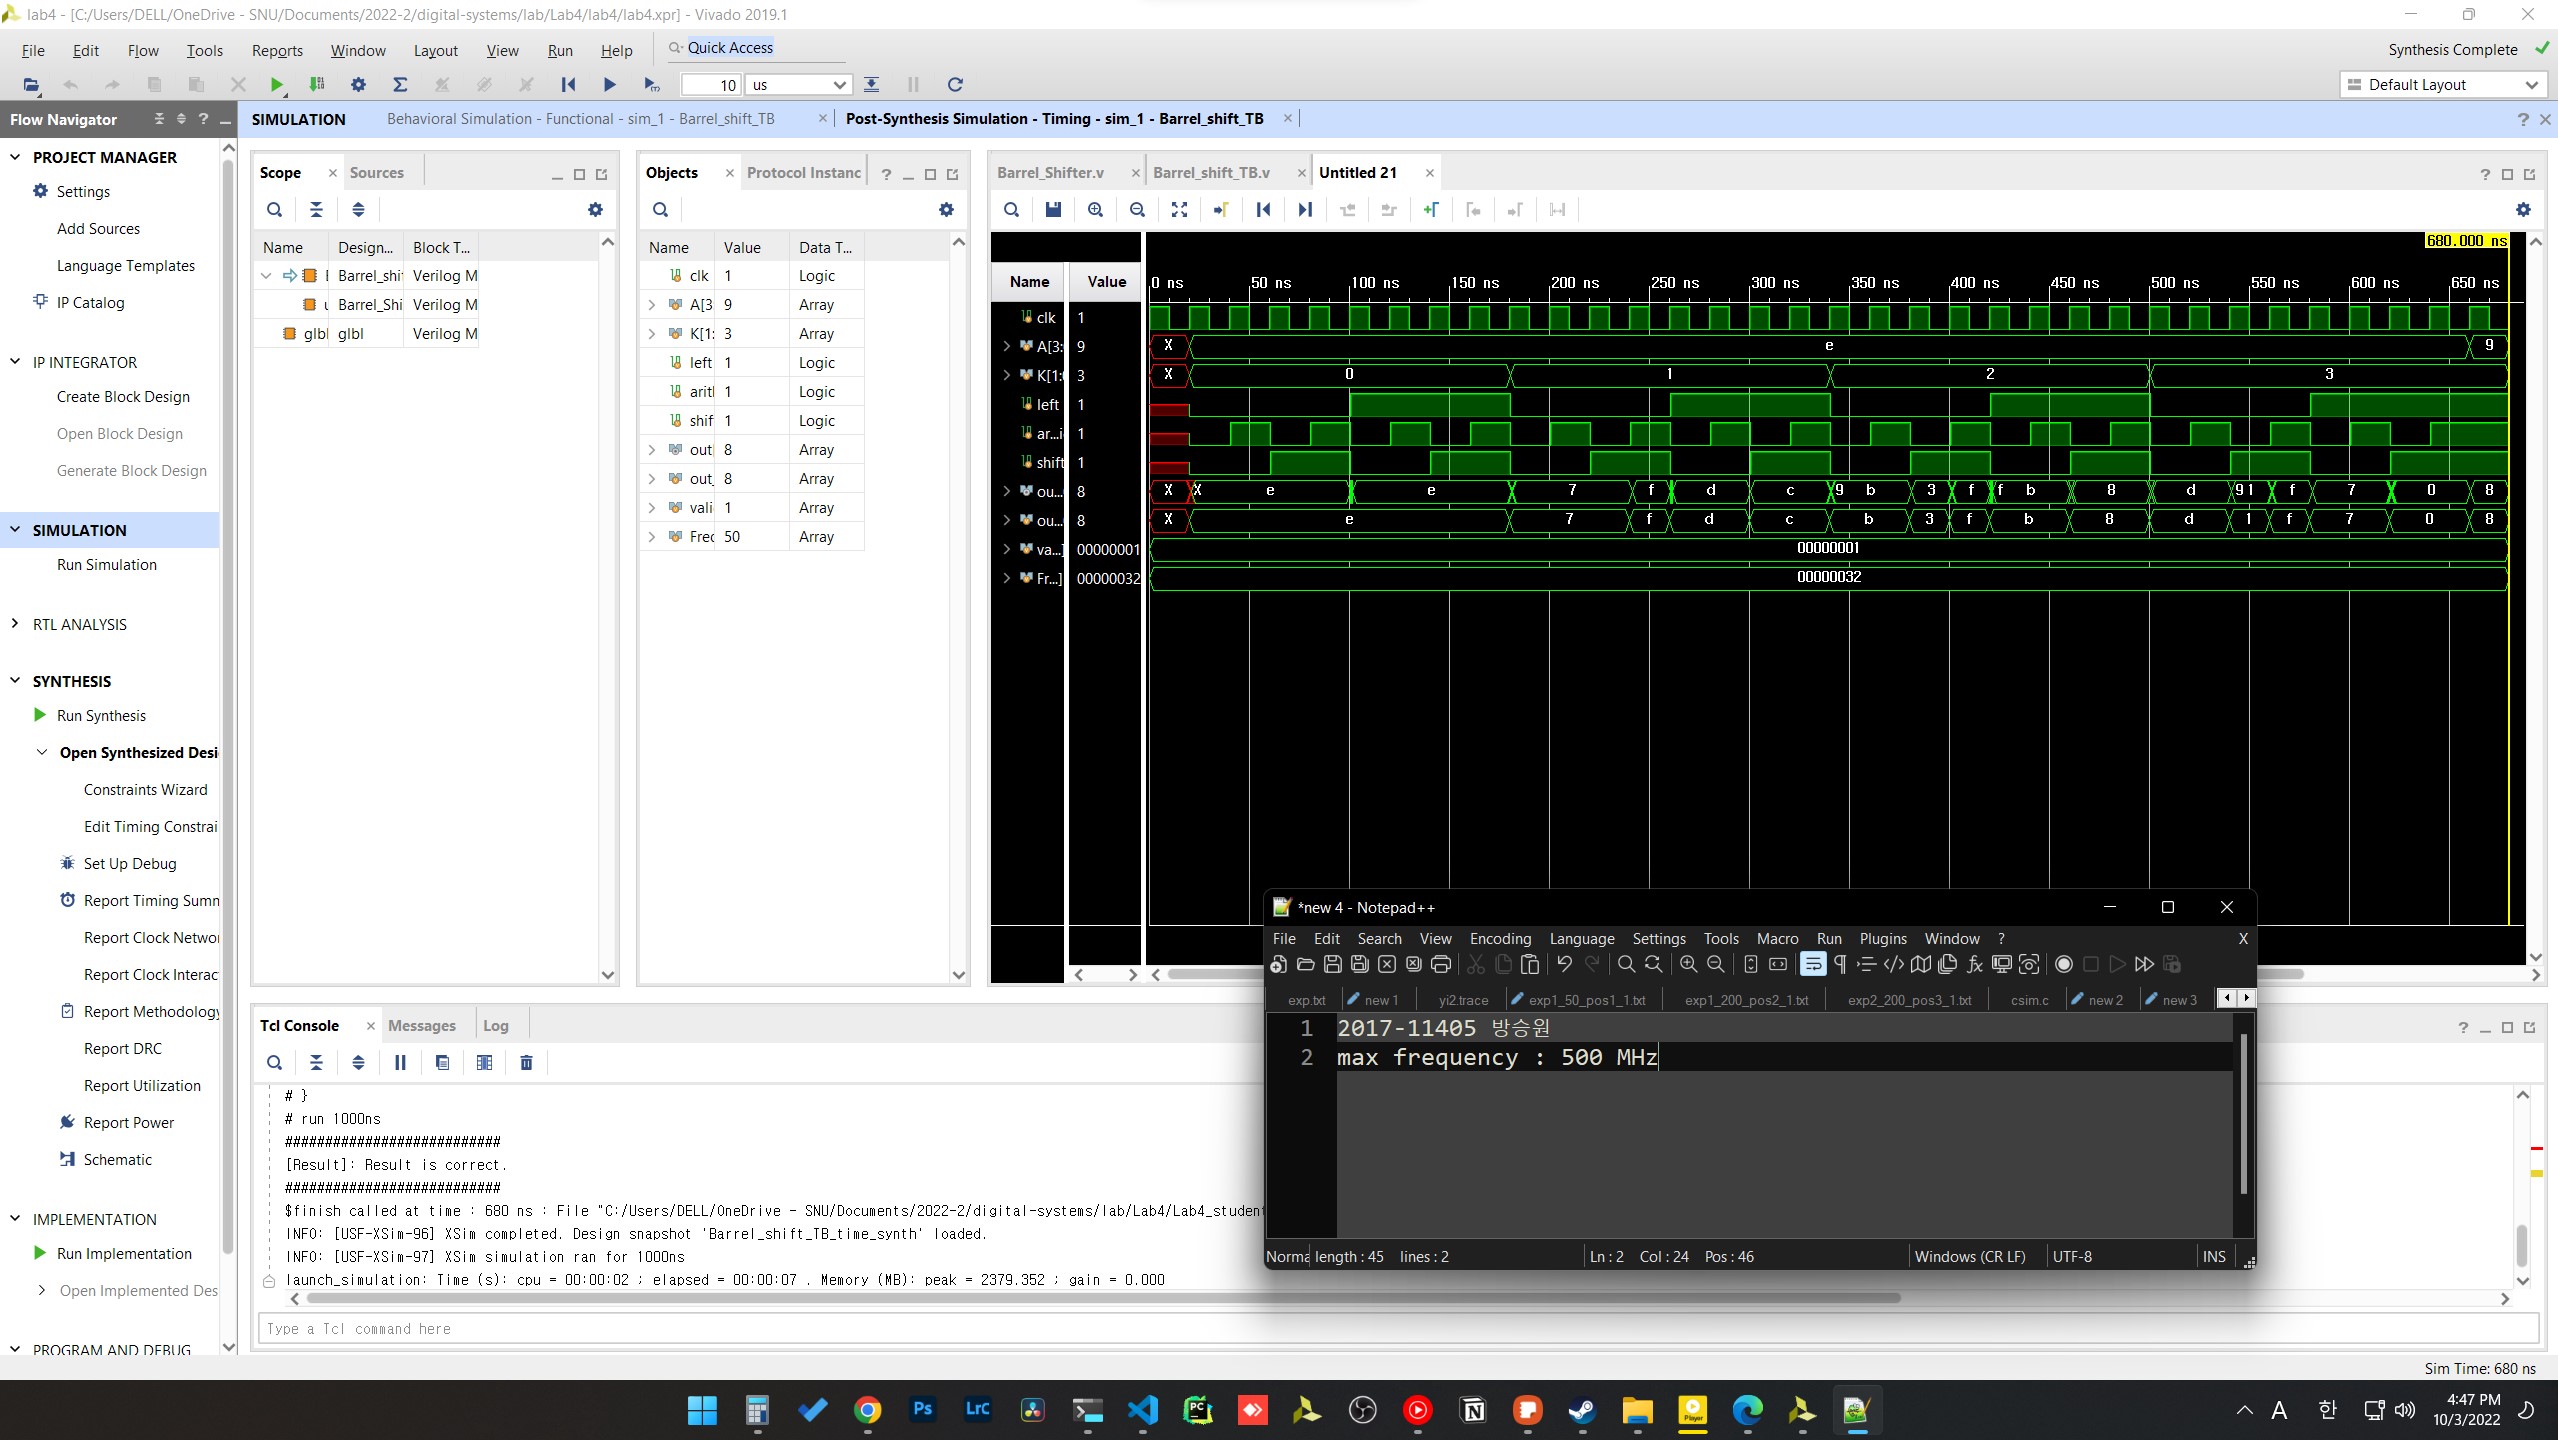 lab4 - [C:/Users/DELL/OneDrive - SNU/Documents/2022-2/digital-systems/lab/Lab4/lab4/lab4.xpr] - Vivado 2019.1
File Edit Flow Tools Reports Window Layout View Run Help Quick Access
Synthesis Complete
10 us
Default Layout
Flow Navigator
SIMULATION Behavioral Simulation - Functional - sim_1 - Barrel_shift_TB Post-Synthesis Simulation - Timing - sim_1 - Barrel_shift_TB
PROJECT MANAGER
Settings
Add Sources
Language Templates
IP Catalog
IP INTEGRATOR
Create Block Design
Open Block Design
Generate Block Design
SIMULATION
Run Simulation
RTL ANALYSIS
SYNTHESIS
Run Synthesis
Open Synthesized Desi
Constraints Wizard
Edit Timing Constrai
Set Up Debug
Report Timing Summ
Report Clock Networ
Report Clock Interac
Report Methodology
Report DRC
Report Utilization
Report Power
Schematic
IMPLEMENTATION
Run Implementation
Open Implemented Des
PROGRAM AND DEBUG
Scope Sources
Name Design... Block T...
Barrel_shif Verilog M
u Barrel_Shi Verilog M
glbl glbl Verilog M
Objects Protocol Instanc
Name Value Data T...
clk 1 Logic
A[3 9 Array
K[1: 3 Array
left 1 Logic
arit 1 Logic
shif 1 Logic
out 8 Array
out_ 8 Array
vali 1 Array
Frec 50 Array
Barrel_Shifter.v Barrel_shift_TB.v Untitled 21
680.000 ns
Name Value
0 ns 50 ns 100 ns 150 ns 200 ns 250 ns 300 ns 350 ns 400 ns 450 ns 500 ns 550 ns 600 ns 650 ns
clk 1
A[3: 9 X e 9
K[1:0 3 X 0 1 2 3
left 1
ar...i 1
shift 1
ou... 8 X X e e 7 f d c 9 b 3 f f b 8 d 9 1 f 7 0 8
ou... 8 X e 7 f d c b 3 f b 8 d 1 f 7 0 8
va...] 00000001 00000001
Fr...] 00000032 00000032
Tcl Console Messages Log
# }
# run 1000ns
###########################
[Result]: Result is correct.
###########################
$finish called at time : 680 ns : File "C:/Users/DELL/OneDrive - SNU/Documents/2022-2/digital-systems/lab/Lab4/Lab4_student
INFO: [USF-XSim-96] XSim completed. Design snapshot 'Barrel_shift_TB_time_synth' loaded.
INFO: [USF-XSim-97] XSim simulation ran for 1000ns
launch_simulation: Time (s): cpu = 00:00:02 ; elapsed = 00:00:07 . Memory (MB): peak = 2379.352 ; gain = 0.000
Type a Tcl command here
Sim Time: 680 ns
*new 4 - Notepad++
File Edit Search View Encoding Language Settings Tools Macro Run Plugins Window ? X
exp.txt new 1 yi2.trace exp1_50_pos1_1.txt exp1_200_pos2_1.txt exp2_200_pos3_1.txt csim.c new 2 new 3
1 2017-11405 방승원
2 max frequency : 500 MHz
Norma length : 45 lines : 2 Ln : 2 Col : 24 Pos : 46 Windows (CR LF) UTF-8 INS
Ps LrC PC N Player
A 한 4:47 PM
10/3/2022